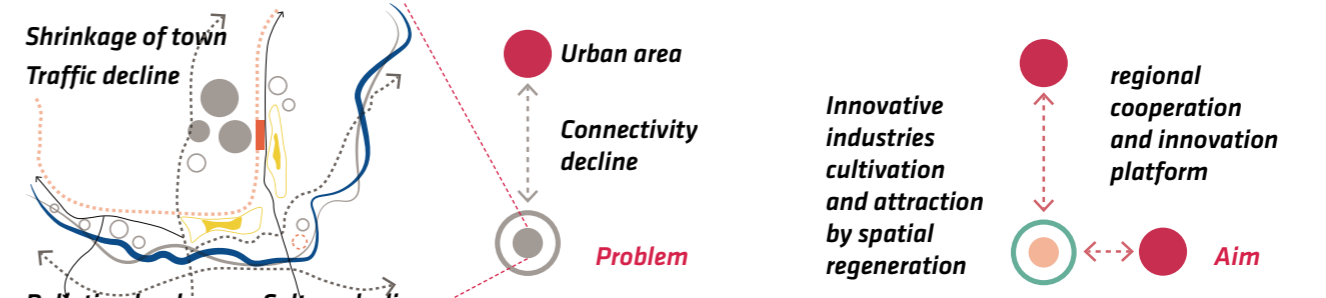 Shrinkage of town
Traffic decline
Urban area
Connectivity
decline
Problem
Innovative
industries
cultivation
and attraction
by spatial
regeneration
regional
cooperation
and innovation
platform
Aim